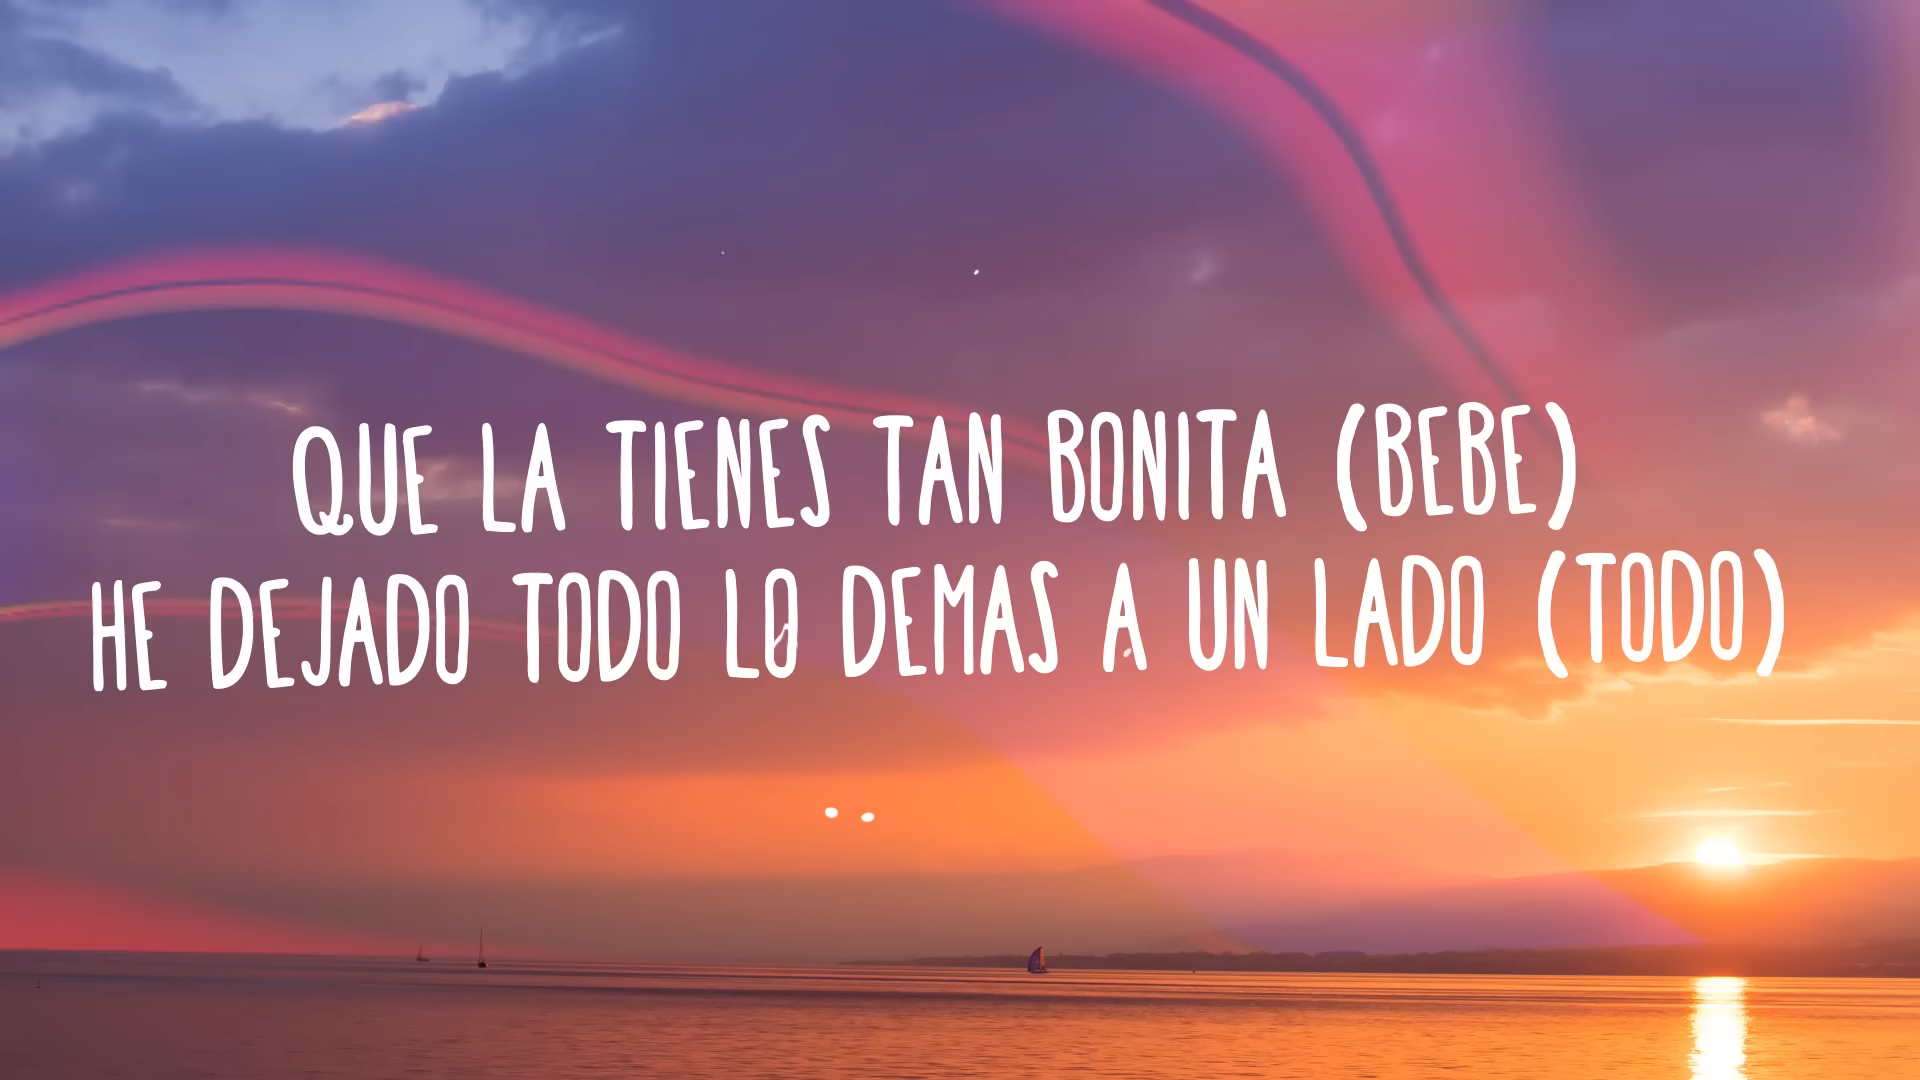 QUE LA TIENES TAN BONITA (BEBE)
HE DEJADO TODO LO DEMAS A UN LADO (TODO)